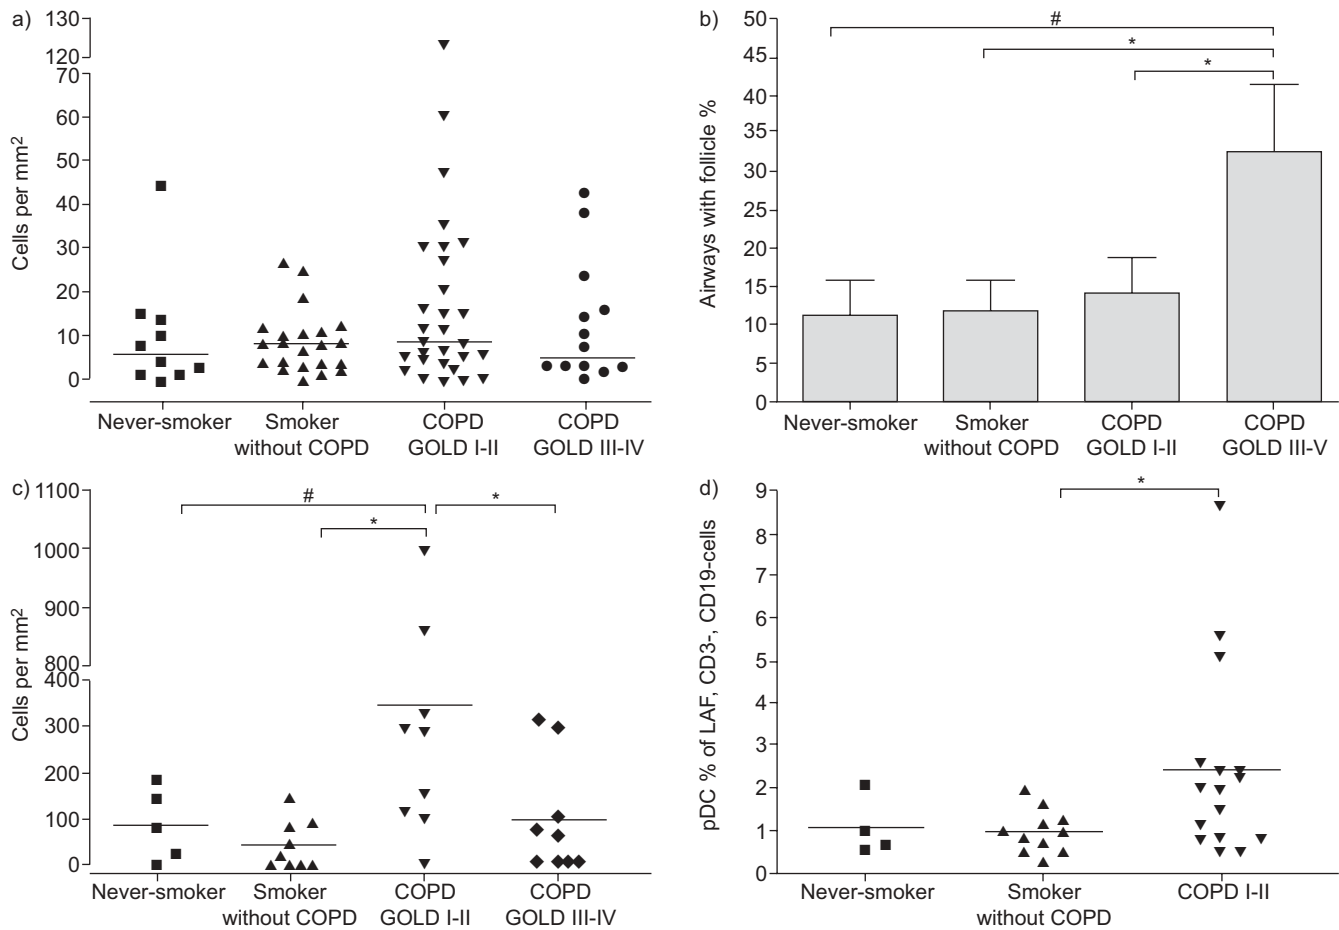 a)
Cells per mm2
130
120
70
60
50
40
30
20
10
0
Never-smoker
Smoker
without COPD
COPD
GOLD I-II
COPD
GOLD III-IV
b)
Airways with follicle %
50
45
40
35
30
25
20
15
10
5
0
#
*
*
Never-smoker
Smoker
without COPD
COPD
GOLD I-II
COPD
GOLD III-V
c)
Cells per mm2
1100
1000
900
800
400
300
200
100
0
#
*
*
Never-smoker
Smoker
without COPD
COPD
GOLD I-II
COPD
GOLD III-IV
d)
pDC % of LAF, CD3-, CD19-cells
9
8
7
6
5
4
3
2
1
0
*
Never-smoker
Smoker
without COPD
COPD I-II